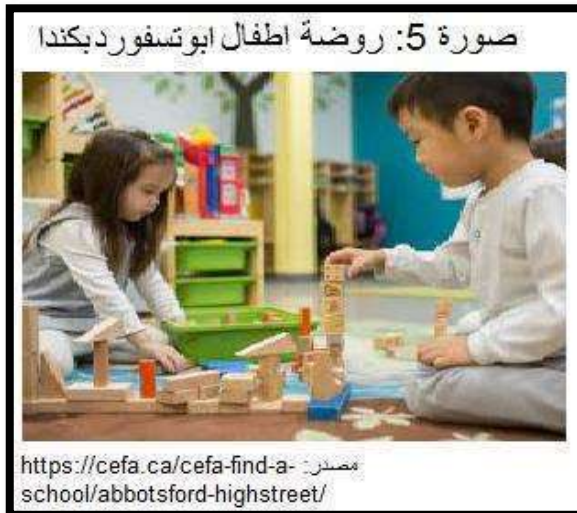 صورة 5: روضة اطفال ابوتسفوردبكندا
مصدر: https://cefa.ca/cefa-find-a-
school/abbotsford-highstreet/